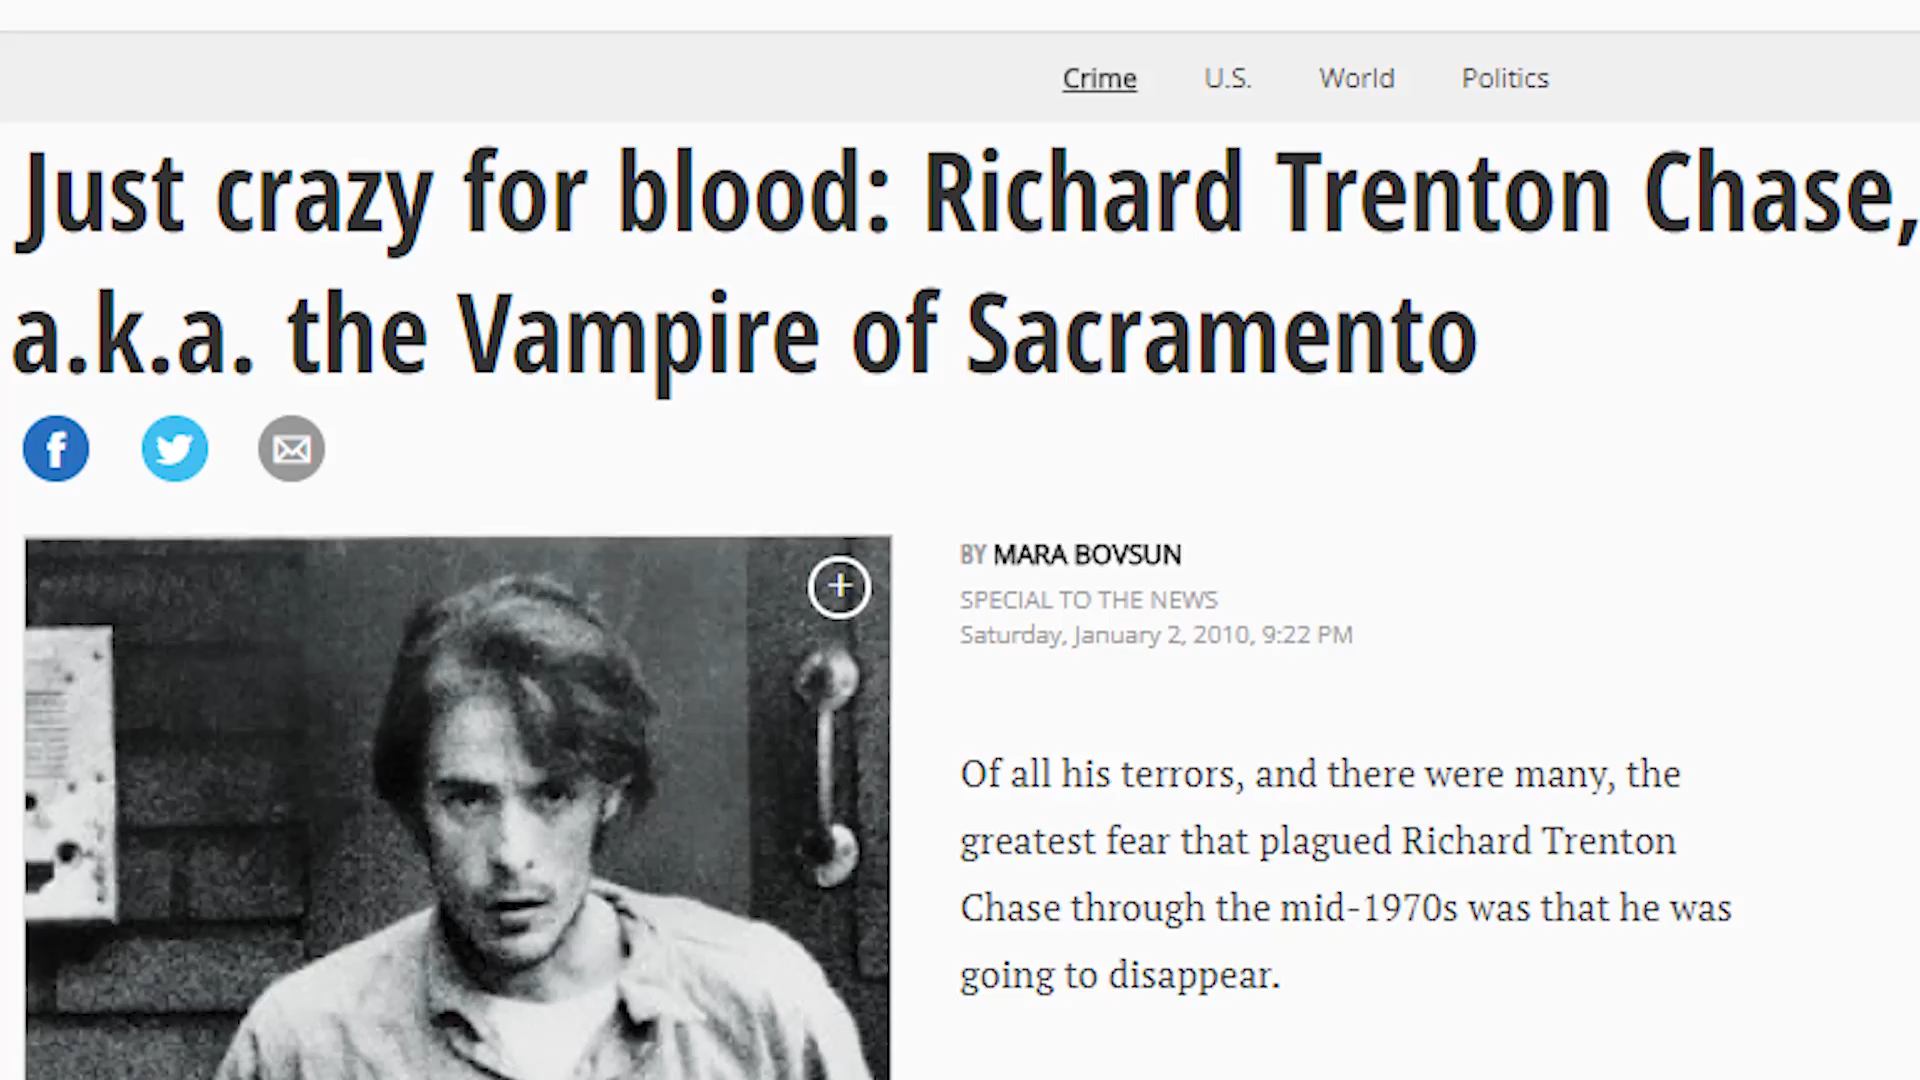 Crime U.S. World Politics
Just crazy for blood: Richard Trenton Chase,
a.k.a. the Vampire of Sacramento
BY MARA BOVSUN
SPECIAL TO THE NEWS
Saturday, January 2, 2010, 9:22 PM
Of all his terrors, and there were many, the
greatest fear that plagued Richard Trenton
Chase through the mid-1970s was that he was
going to disappear.